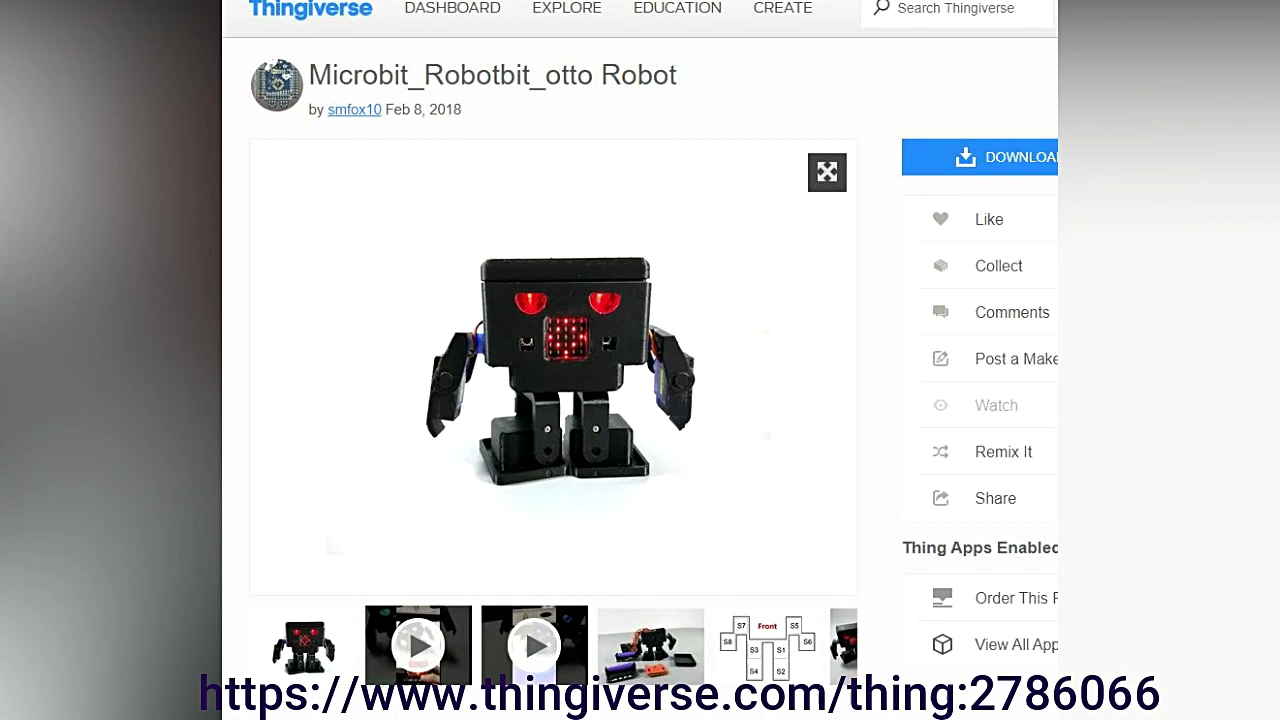 Thingiverse DASHBOARD EXPLORE EDUCATION CREATE Search Thingiverse
Microbit_Robotbit_otto Robot
by smfox10 Feb 8, 2018
DOWNLOA
Like
Collect
Comments
Post a Make
Watch
Remix It
Share
Thing Apps Enabled
Order This P
View All App
S7 Front S5
S8 S6
S3 S1
S4 S2
https://www.thingiverse.com/thing:2786066